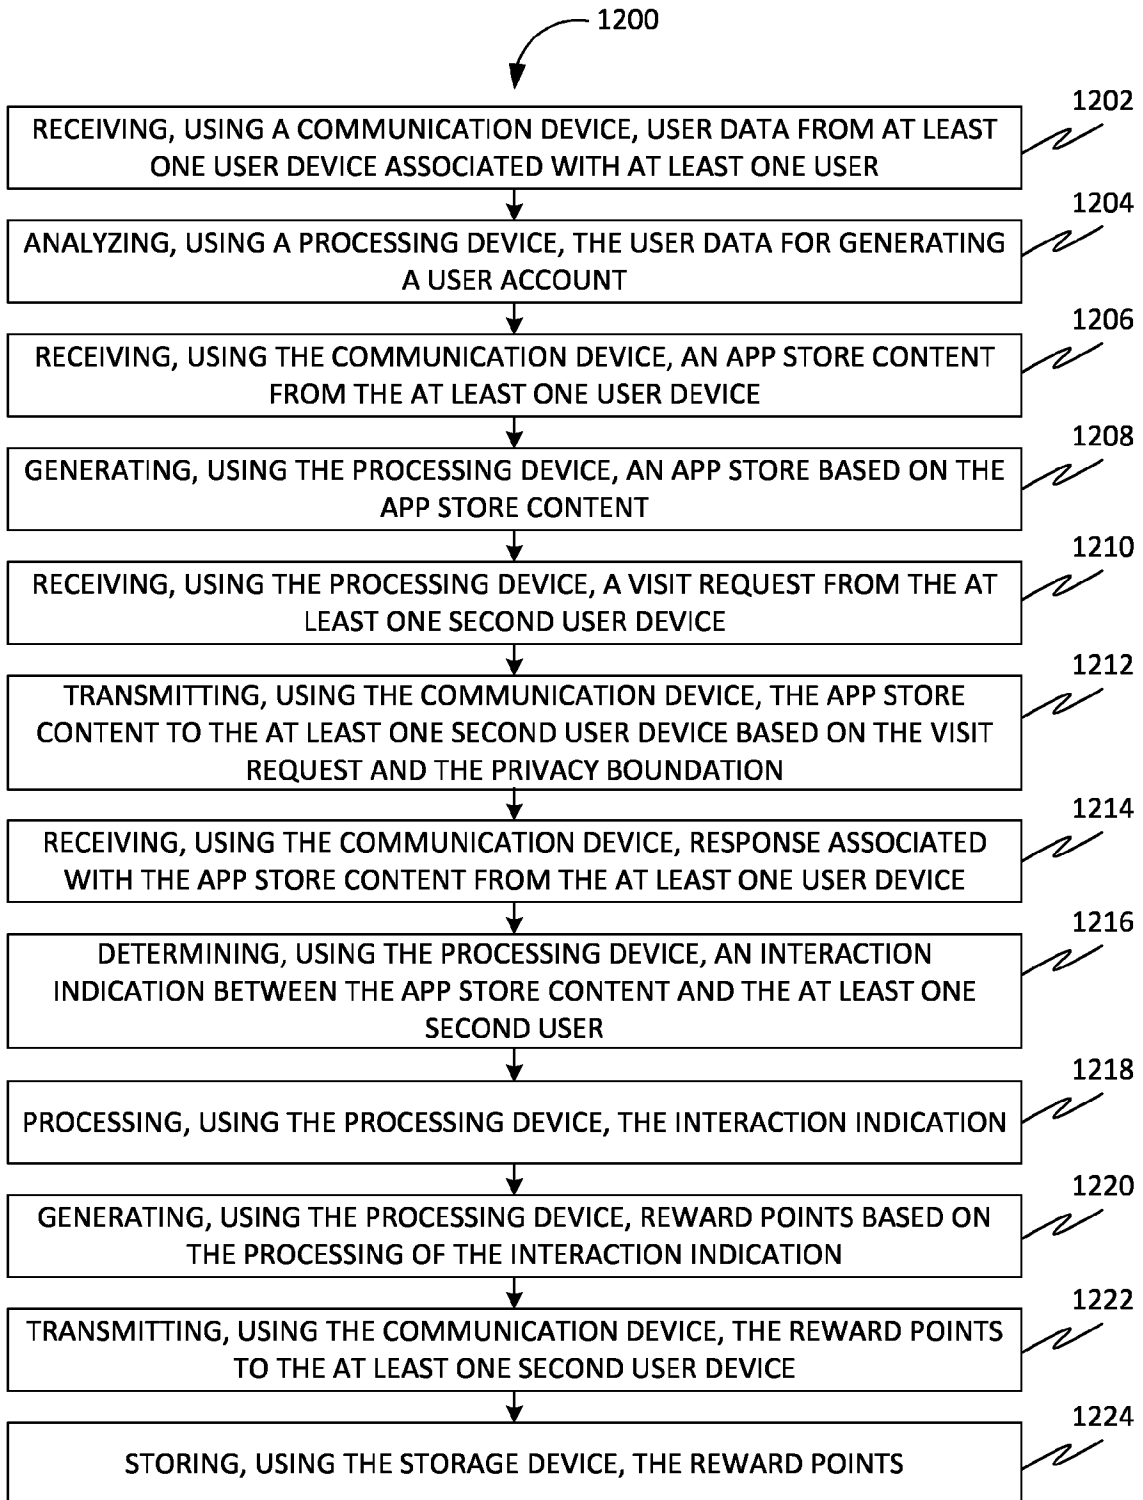 1200
1202
RECEIVING, USING A COMMUNICATION DEVICE, USER DATA FROM AT LEAST
ONE USER DEVICE ASSOCIATED WITH AT LEAST ONE USER
1204
ANALYZING, USING A PROCESSING DEVICE, THE USER DATA FOR GENERATING
A USER ACCOUNT
1206
RECEIVING, USING THE COMMUNICATION DEVICE, AN APP STORE CONTENT
FROM THE AT LEAST ONE USER DEVICE
1208
GENERATING, USING THE PROCESSING DEVICE, AN APP STORE BASED ON THE
APP STORE CONTENT
1210
RECEIVING, USING THE PROCESSING DEVICE, A VISIT REQUEST FROM THE AT
LEAST ONE SECOND USER DEVICE
1212
TRANSMITTING, USING THE COMMUNICATION DEVICE, THE APP STORE
CONTENT TO THE AT LEAST ONE SECOND USER DEVICE BASED ON THE VISIT
REQUEST AND THE PRIVACY BOUNDATION
1214
RECEIVING, USING THE COMMUNICATION DEVICE, RESPONSE ASSOCIATED
WITH THE APP STORE CONTENT FROM THE AT LEAST ONE USER DEVICE
1216
DETERMINING, USING THE PROCESSING DEVICE, AN INTERACTION
INDICATION BETWEEN THE APP STORE CONTENT AND THE AT LEAST ONE
SECOND USER
1218
PROCESSING, USING THE PROCESSING DEVICE, THE INTERACTION INDICATION
1220
GENERATING, USING THE PROCESSING DEVICE, REWARD POINTS BASED ON
THE PROCESSING OF THE INTERACTION INDICATION
1222
TRANSMITTING, USING THE COMMUNICATION DEVICE, THE REWARD POINTS
TO THE AT LEAST ONE SECOND USER DEVICE
1224
STORING, USING THE STORAGE DEVICE, THE REWARD POINTS